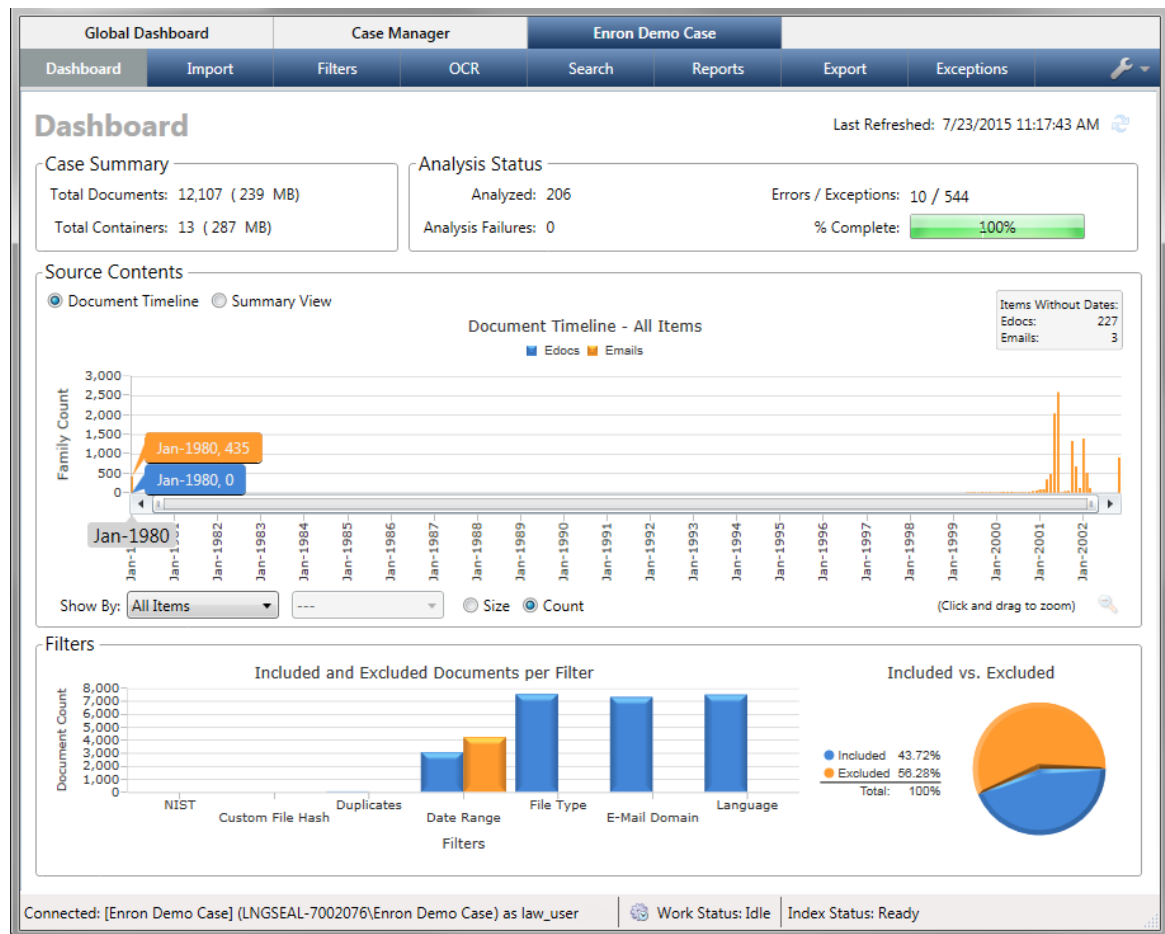 Global Dashboard Case Manager Enron Demo Case
Dashboard Import Filters OCR Search Reports Export Exceptions
Dashboard
Last Refreshed: 7/23/2015 11:17:43 AM
Case Summary
Total Documents: 12,107 ( 239 MB)
Total Containers: 13 ( 287 MB)
Analysis Status
Analyzed: 206
Errors / Exceptions: 10 / 544
Analysis Failures: 0
% Complete: 100%
Source Contents
Document Timeline Summary View
Items Without Dates:
Edocs: 227
Emails: 3
Document Timeline - All Items
Edocs Emails
Family Count
3,000
2,500
2,000
1,500
1,000
500
0
Jan-1980, 435
Jan-1980, 0
Jan-1980
Jan-1982
Jan-1983
Jan-1984
Jan-1985
Jan-1986
Jan-1987
Jan-1988
Jan-1989
Jan-1990
Jan-1991
Jan-1992
Jan-1993
Jan-1994
Jan-1995
Jan-1996
Jan-1997
Jan-1998
Jan-1999
Jan-2000
Jan-2001
Jan-2002
Show By: All Items --- Size Count
(Click and drag to zoom)
Filters
Included and Excluded Documents per Filter
Document Count
8,000
7,000
6,000
5,000
4,000
3,000
2,000
1,000
0
NIST
Custom File Hash
Duplicates
Date Range
File Type
E-Mail Domain
Language
Filters
Included vs. Excluded
Included 43.72%
Excluded 56.28%
Total: 100%
Connected: [Enron Demo Case] (LNGSEAL-7002076\Enron Demo Case) as law_user
Work Status: Idle
Index Status: Ready